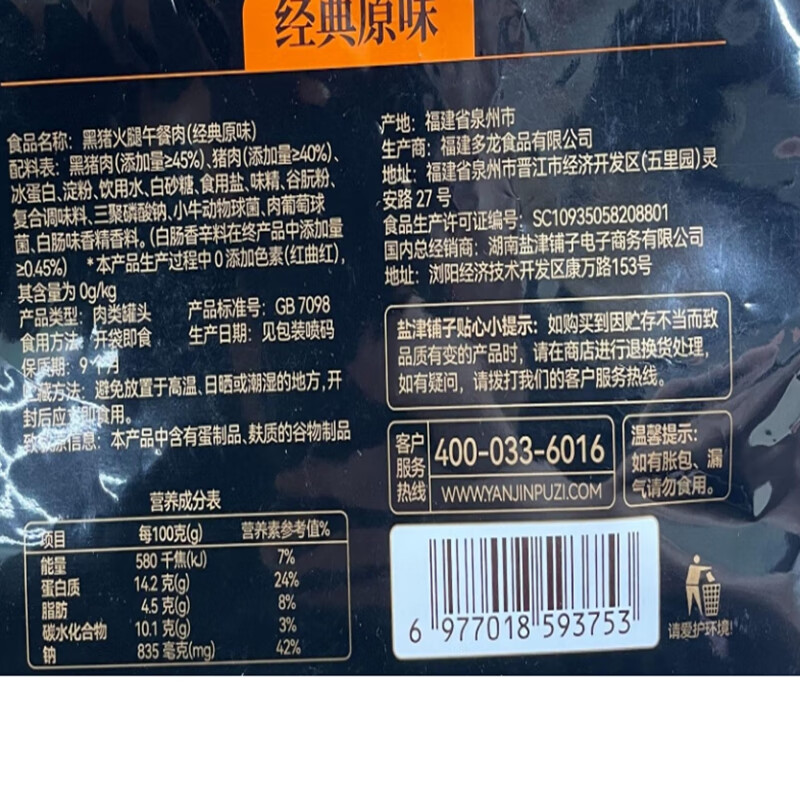 经典原味
食品名称：黑猪火腿午餐肉(经典原味)
配料表：黑猪肉(添加量≥45%)、猪肉(添加量≥40%)、
冰蛋白、淀粉、饮用水、白砂糖、食用盐、味精、谷朊粉、
复合调味料、三聚磷酸钠、小牛动物球菌、肉葡萄球
菌、白肠味香精香料。(白肠香辛料在终产品中添加量
≥0.45%) *本产品生产过程中0添加色素(红曲红),
其含量为0g/kg
产品类型：肉类罐头 产品标准号：GB 7098
食用方法：开袋即食 生产日期：见包装喷码
保质期：9个月
藏方法：避免放置于高温、日晒或潮湿的地方,开
封后应即食用。
致敏原信息：本产品中含有蛋制品、麸质的谷物制品
营养成分表
项目 每100克(g) 营养素参考值%
能量 580 千焦(kJ) 7%
蛋白质 14.2 克(g) 24%
脂肪 4.5 克(g) 8%
碳水化合物 10.1 克(g) 3%
钠 835 毫克(mg) 42%
产地：福建省泉州市
生产商：福建多龙食品有限公司
地址：福建省泉州市晋江市经济开发区(五里园)灵
安路 27 号
食品生产许可证编号：SC10935058208801
国内总经销商：湖南盐津铺子电子商务有限公司
地址：浏阳经济技术开发区康万路153号
盐津铺子贴心小提示：如购买到因贮存不当而致
品质有变的产品时，请在商店进行退换货处理，
如有疑问，请拨打我们的客户服务热线。
客户
服务
热线
400-033-6016
WWW.YANJINPUZI.COM
温馨提示：
如有胀包、漏
气请勿食用。
6 977018 593753
请爱护环境!